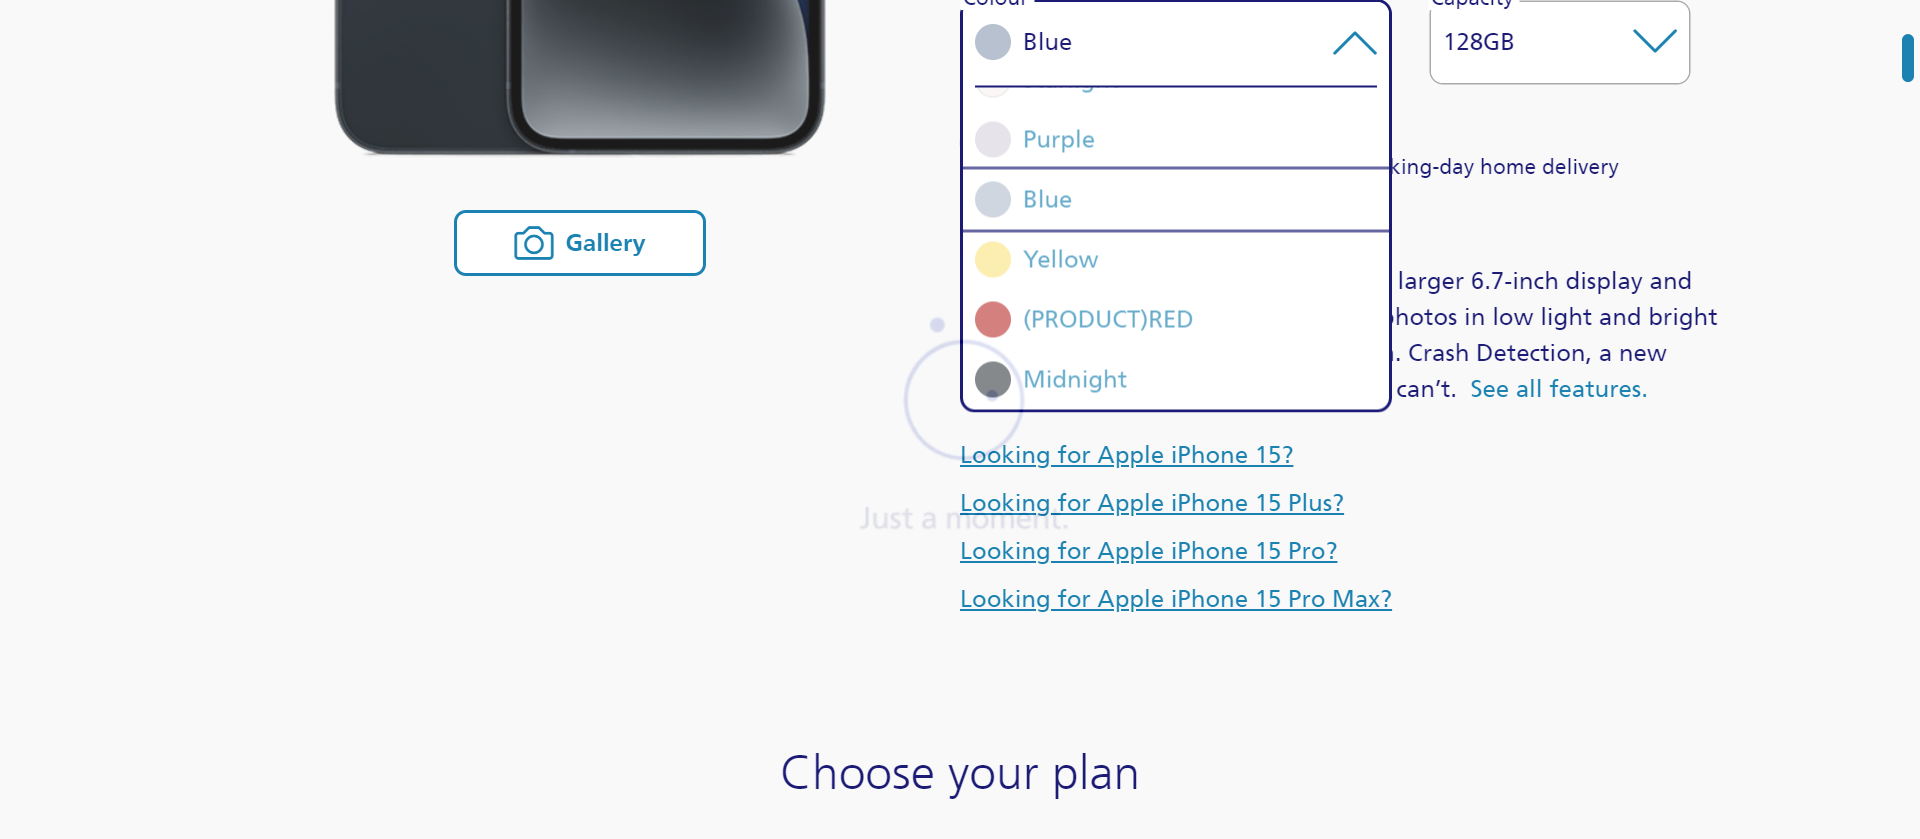 Colour
Capacity
Blue
128GB
Purple
king-day home delivery
Blue
Gallery
Yellow
larger 6.7-inch display and
(PRODUCT)RED
photos in low light and bright
. Crash Detection, a new
Midnight
can’t. See all features.
Looking for Apple iPhone 15?
Looking for Apple iPhone 15 Plus?
Just a moment.
Looking for Apple iPhone 15 Pro?
Looking for Apple iPhone 15 Pro Max?
Choose your plan